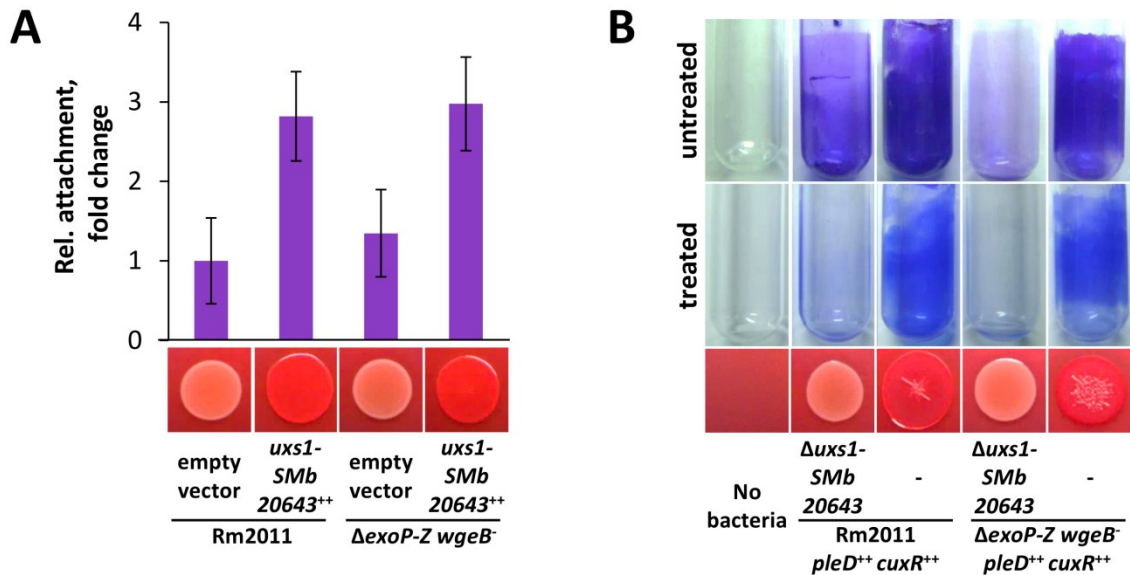 A
Rel. attachment,
fold change
4
3
2
1
0
empty
vector
uxs1-
SMb
20643⁺⁺
empty
vector
uxs1-
SMb
20643⁺⁺
Rm2011
ΔexoP-Z wgeB⁻
B
untreated
treated
No
bacteria
Δuxs1-
SMb
20643
-
Δuxs1-
SMb
20643
-
Rm2011
pleD⁺⁺ cuxR⁺⁺
ΔexoP-Z wgeB⁻
pleD⁺⁺ cuxR⁺⁺